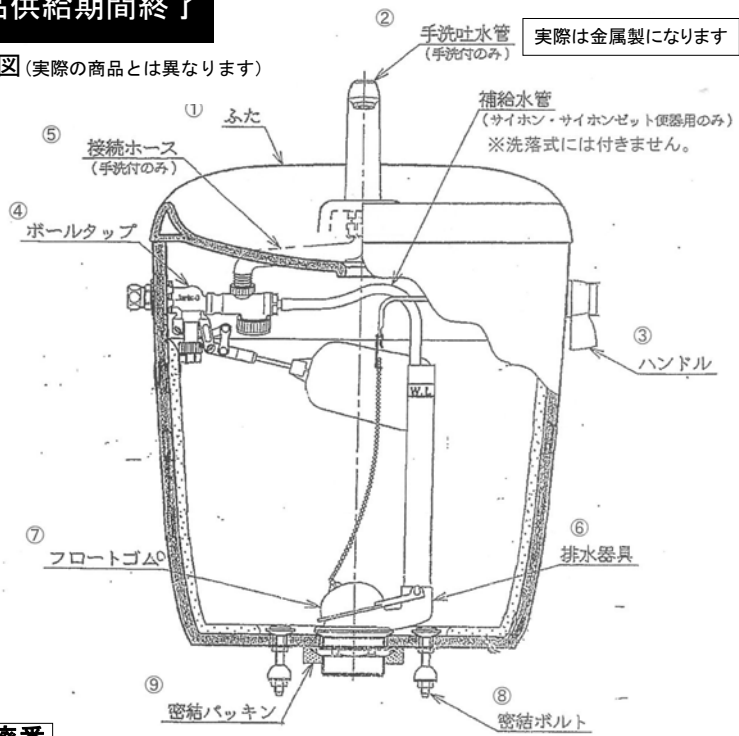 品供給期間終了
図(実際の商品とは異なります)
②
手洗吐水管
(手洗付のみ)
実際は金属製になります
①
ふた
補給水管
(サイホン・サイホンゼット便器用のみ)
※洗落式には付きません。
⑤
接続ホース
(手洗付のみ)
④
ボールタップ
③
ハンドル
W.L
⑦
フロートゴム
⑥
排水器具
⑨
密結パッキン
⑧
密結ボルト
廃番